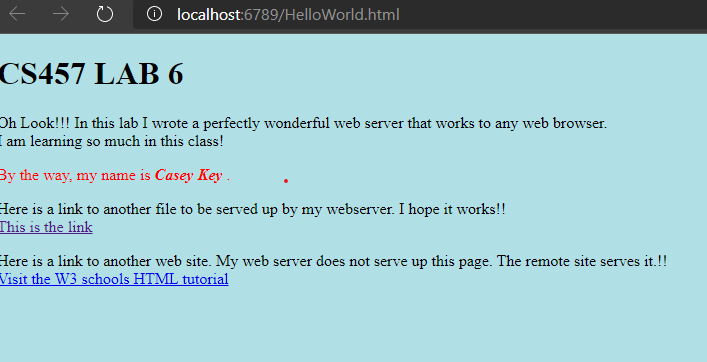 localhost:6789/HelloWorld.html
CS457 LAB 6
Oh Look!!! In this lab I wrote a perfectly wonderful web server that works to any web browser.
I am learning so much in this class!
By the way, my name is Casey Key .
Here is a link to another file to be served up by my webserver. I hope it works!!
This is the link
Here is a link to another web site. My web server does not serve up this page. The remote site serves it.!!
Visit the W3 schools HTML tutorial